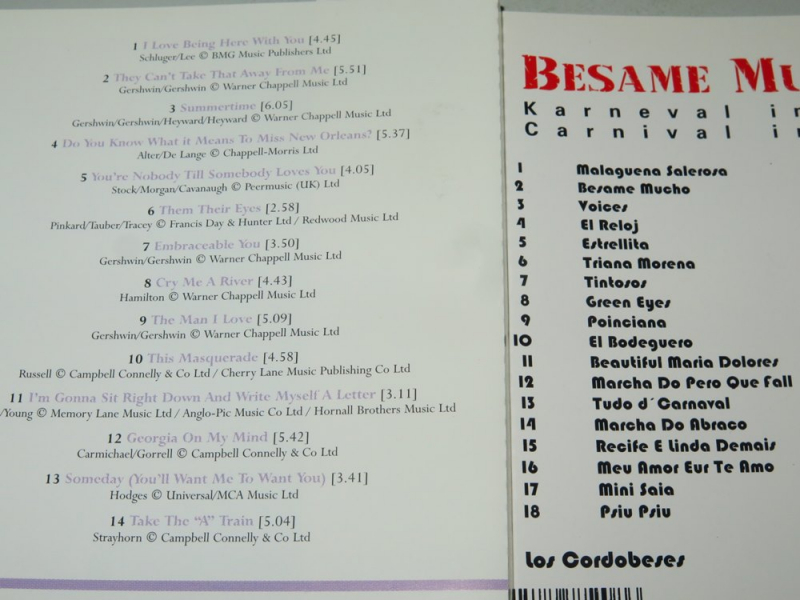 1 I Love Being Here With You [4.45]
Schluger/Lee © BMG Music Publishers Ltd
2 They Can't Take That Away From Me [5.51]
Gershwin/Gershwin © Warner Chappell Music Ltd
3 Summertime [6.05]
Gershwin/Gershwin/Heyward/Heyward © Warner Chappell Music Ltd
4 Do You Know What it Means To Miss New Orleans? [5.37]
Alter/De Lange © Chappell-Morris Ltd
5 You're Nobody Till Somebody Loves You [4.05]
Stock/Morgan/Cavanaugh © Peermusic (UK) Ltd
6 Them Their Eyes [2.58]
Pinkard/Tauber/Tracey © Francis Day & Hunter Ltd / Redwood Music Ltd
7 Embraceable You [3.50]
Gershwin/Gershwin © Warner Chappell Music Ltd
8 Cry Me A River [4.43]
Hamilton © Warner Chappell Music Ltd
9 The Man I Love [5.09]
Gershwin/Gershwin © Warner Chappell Music Ltd
10 This Masquerade [4.58]
Russell © Campbell Connelly & Co Ltd / Cherry Lane Music Publishing Co Ltd
11 I'm Gonna Sit Right Down And Write Myself A Letter [3.11]
/Young © Memory Lane Music Ltd / Anglo-Pic Music Co Ltd / Hornall Brothers Music Ltd
12 Georgia On My Mind [5.42]
Carmichael/Gorrell © Campbell Connelly & Co Ltd
13 Someday (You'll Want Me To Want You) [3.41]
Hodges © Universal/MCA Music Ltd
14 Take The "A" Train [5.04]
Strayhorn © Campbell Connelly & Co Ltd
BESAME MU
Karneval in
Carnival in
1 Malaguena Salerosa
2 Besame Mucho
3 Voices
4 El Reloj
5 Estrellita
6 Triana Morena
7 Tintosos
8 Green Eyes
9 Poinciana
10 El Bodeguero
11 Beautiful Maria Dolores
12 Marcha Do Pero Que Fall
13 Tudo d´Carnaval
14 Marcha Do Abraco
15 Recife E Linda Demais
16 Meu Amor Eur Te Amo
17 Mini Saia
18 Psiu Psiu
Los Cordobeses